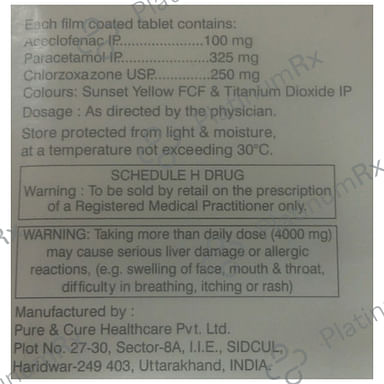 Each film coated tablet contains:
Aceclofenac IP.....................100 mg
Paracetamol IP.....................325 mg
Chlorzoxazone USP..............250 mg
Colours: Sunset Yellow FCF & Titanium Dioxide IP
Dosage : As directed by the physician.
Store protected from light & moisture,
at a temperature not exceeding 30°C.
SCHEDULE H DRUG
Warning : To be sold by retail on the prescription
of a Registered Medical Practitioner only.
WARNING: Taking more than daily dose (4000 mg)
may cause serious liver damage or allergic
reactions, (e.g. swelling of face, mouth & throat,
difficulty in breathing, itching or rash)
Manufactured by :
Pure & Cure Healthcare Pvt. Ltd.
Plot No. 27-30, Sector-8A, I.I.E., SIDCUL,
Haridwar-249 403, Uttarakhand, INDIA.
PlatinumRx